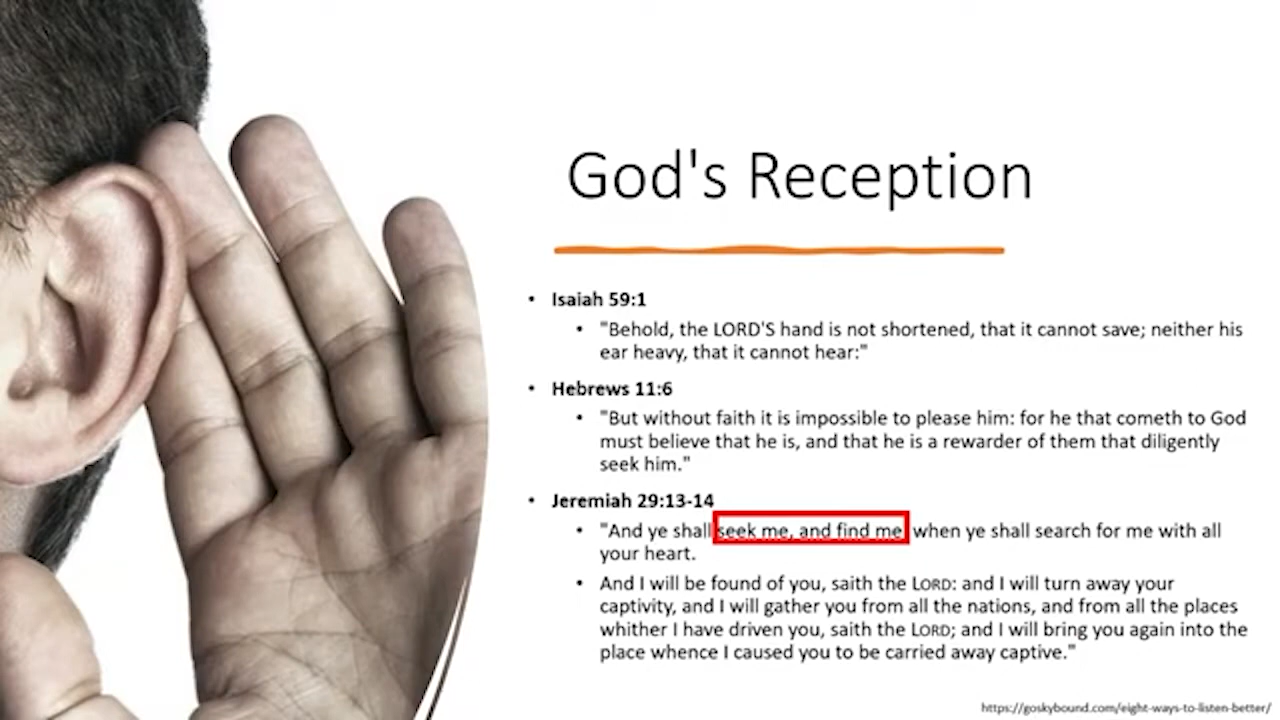 God's Reception
• Isaiah 59:1
• "Behold, the LORD'S hand is not shortened, that it cannot save; neither his
ear heavy, that it cannot hear:"
• Hebrews 11:6
• "But without faith it is impossible to please him: for he that cometh to God
must believe that he is, and that he is a rewarder of them that diligently
seek him."
• Jeremiah 29:13-14
• "And ye shall seek me, and find me, when ye shall search for me with all
your heart.
• And I will be found of you, saith the LORD: and I will turn away your
captivity, and I will gather you from all the nations, and from all the places
whither I have driven you, saith the LORD; and I will bring you again into the
place whence I caused you to be carried away captive."
https://goskybound.com/eight-ways-to-listen-better/